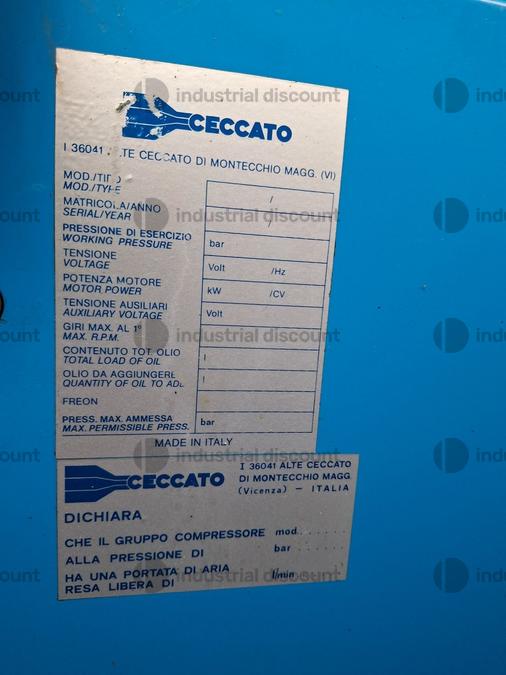 CECCATO
I 36041 ALTE CECCATO DI MONTECCHIO MAGG. (VI)
MOD./TIPO /
MOD./TYPE
MATRICOLA/ANNO /
SERIAL/YEAR
PRESSIONE DI ESERCIZIO bar
WORKING PRESSURE
TENSIONE Volt /Hz
VOLTAGE
POTENZA MOTORE kW /CV
MOTOR POWER
TENSIONE AUSILIARI Volt
AUXILIARY VOLTAGE
GIRI MAX. AL 1°
MAX. R.P.M.
CONTENUTO TOT OLIO l
TOTAL LOAD OF OIL
OLIO DA AGGIUNGERE l
QUANTITY OF OIL TO ADD
FREON
PRESS. MAX. AMMESSA bar
MAX. PERMISSIBLE PRESS.
MADE IN ITALY
CECCATO
I 36041 ALTE CECCATO
DI MONTECCHIO MAGG.
(Vicenza) — ITALIA
DICHIARA
CHE IL GRUPPO COMPRESSORE mod. . . . . .
ALLA PRESSIONE DI bar . . . . . .
HA UNA PORTATA DI ARIA
RESA LIBERA DI l/min . . . . .
industrial discount